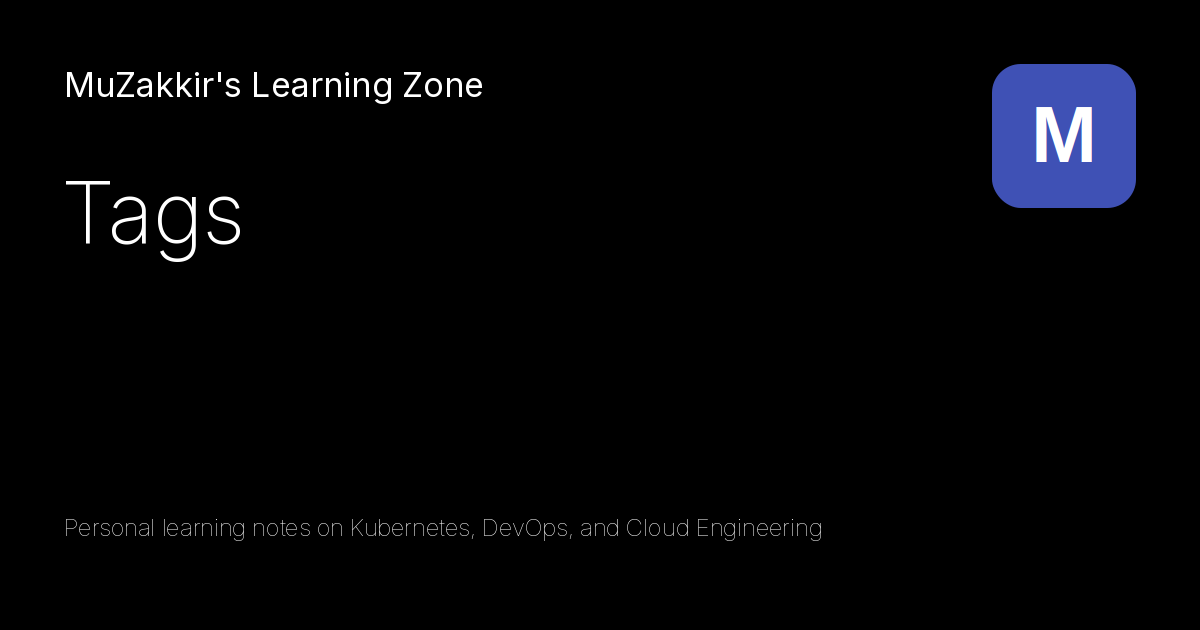 MuZakkir's Learning Zone
M
Tags
Personal learning notes on Kubernetes, DevOps, and Cloud Engineering